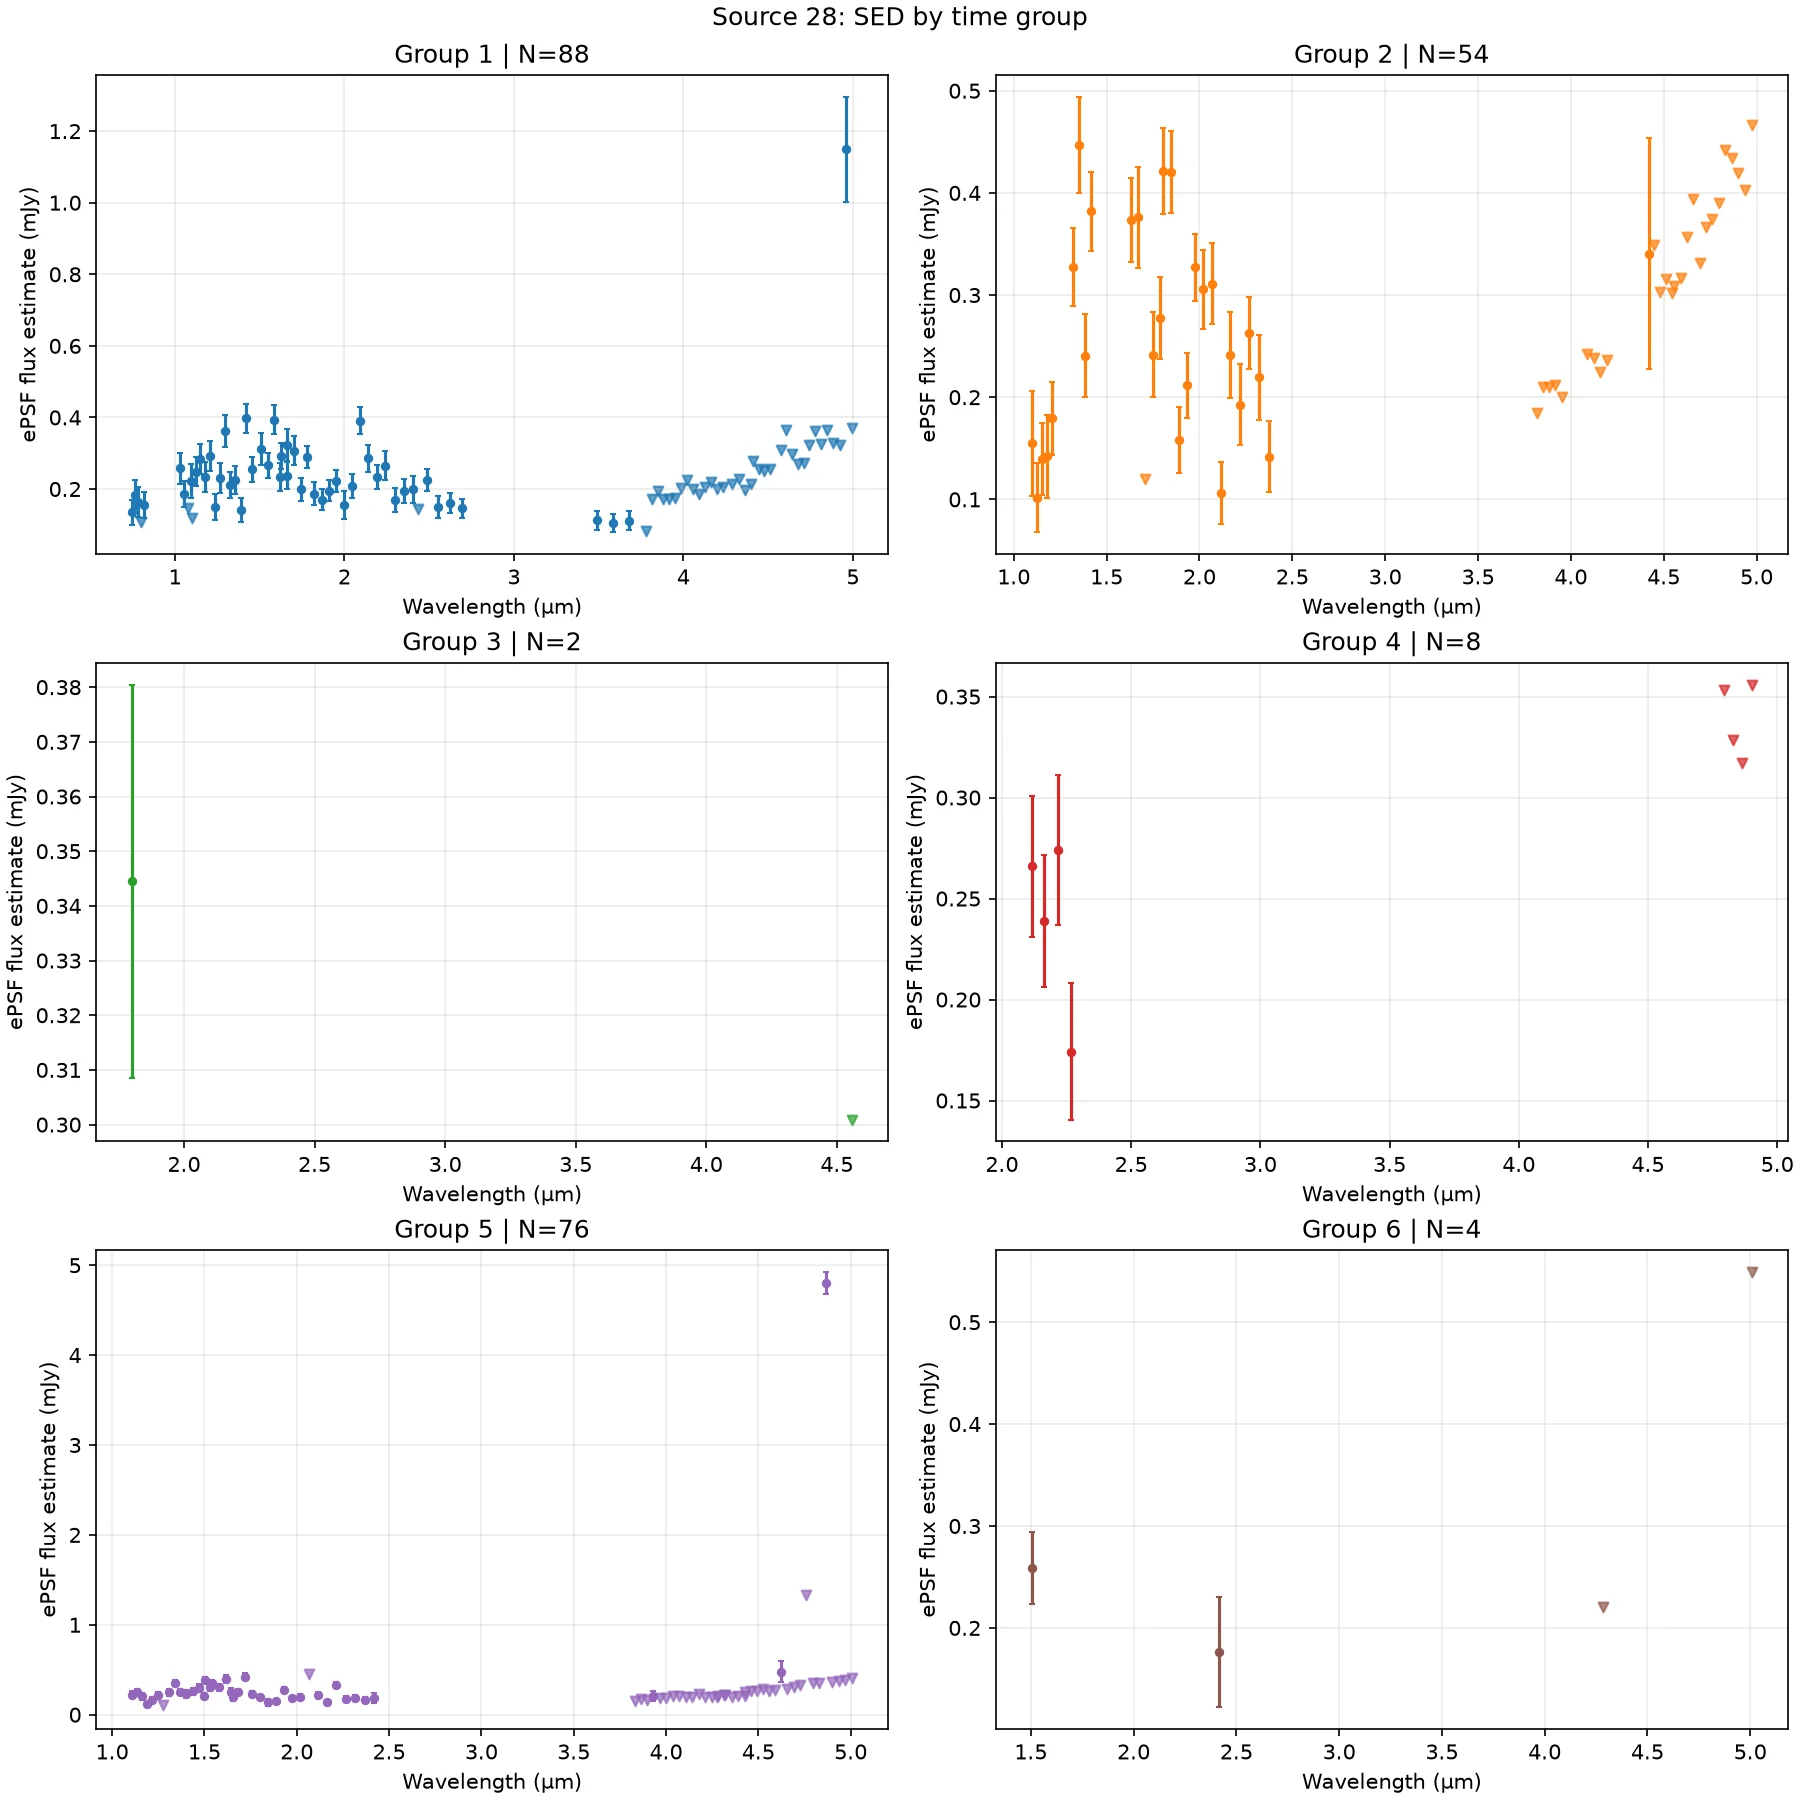 Source 28: SED by time group
Group 1 | N=88
ePSF flux estimate (mJy)
1.2
1.0
0.8
0.6
0.4
0.2
1 2 3 4 5
Wavelength (μm)
Group 2 | N=54
ePSF flux estimate (mJy)
0.5
0.4
0.3
0.2
0.1
1.0 1.5 2.0 2.5 3.0 3.5 4.0 4.5 5.0
Wavelength (μm)
Group 3 | N=2
ePSF flux estimate (mJy)
0.38
0.37
0.36
0.35
0.34
0.33
0.32
0.31
0.30
2.0 2.5 3.0 3.5 4.0 4.5
Wavelength (μm)
Group 4 | N=8
ePSF flux estimate (mJy)
0.35
0.30
0.25
0.20
0.15
2.0 2.5 3.0 3.5 4.0 4.5 5.0
Wavelength (μm)
Group 5 | N=76
ePSF flux estimate (mJy)
5
4
3
2
1
0
1.0 1.5 2.0 2.5 3.0 3.5 4.0 4.5 5.0
Wavelength (μm)
Group 6 | N=4
ePSF flux estimate (mJy)
0.5
0.4
0.3
0.2
1.5 2.0 2.5 3.0 3.5 4.0 4.5 5.0
Wavelength (μm)